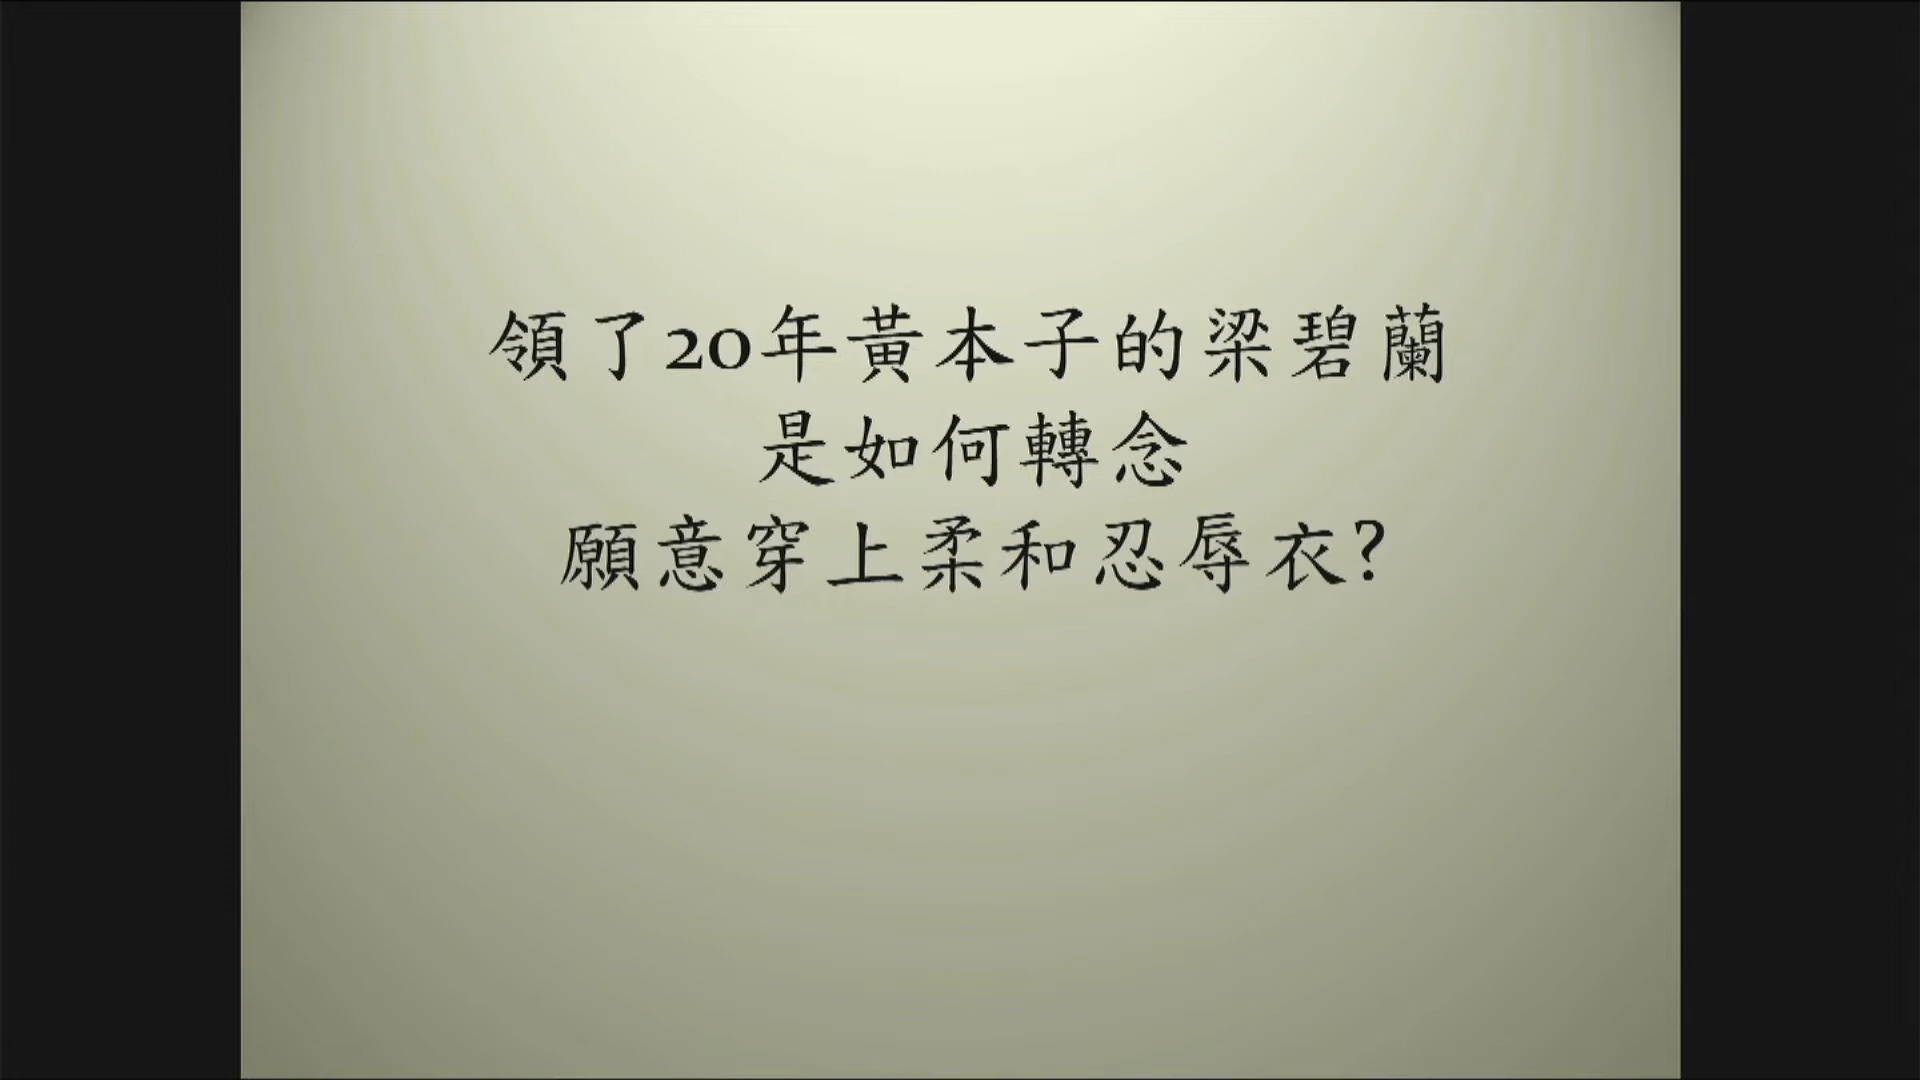 領了20年黃本子的梁碧蘭
是如何轉念
願意穿上柔和忍辱衣?